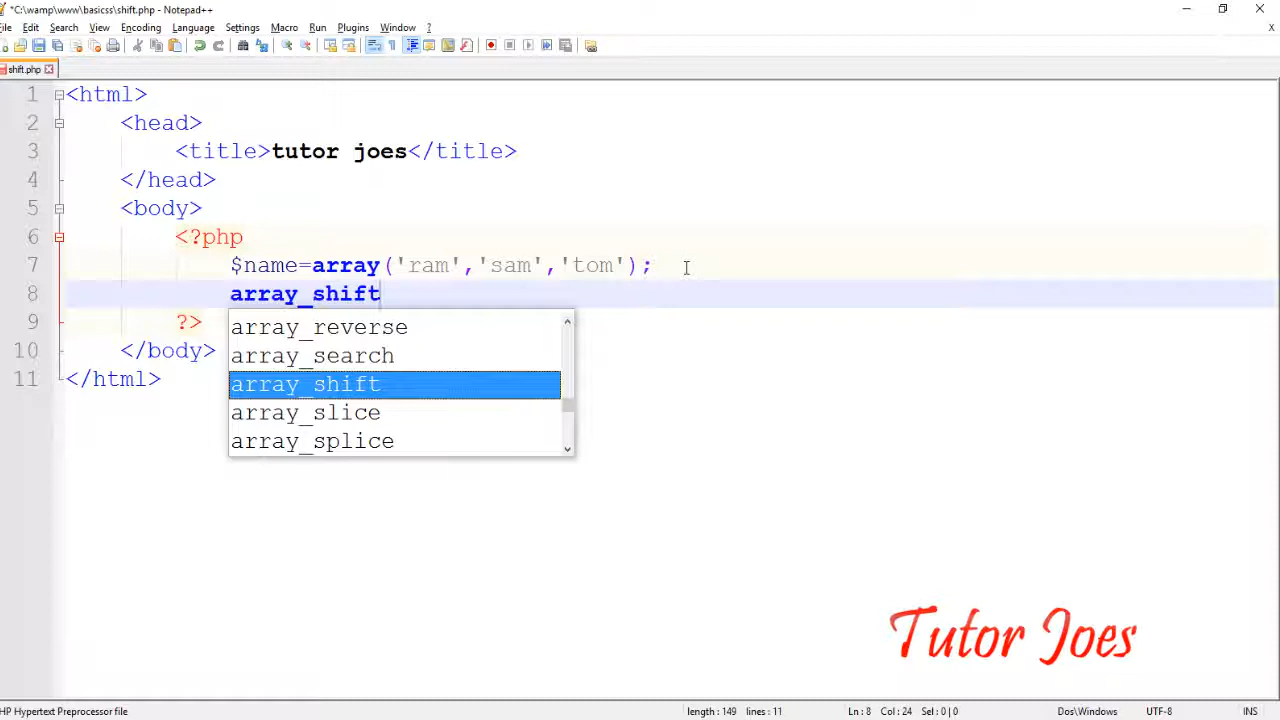 *C:\wamp\www\basicss\shift.php - Notepad++
File Edit Search View Encoding Language Settings Macro Run Plugins Window ? X
shift.php
1 <html>
2 <head>
3 <title>tutor joes</title>
4 </head>
5 <body>
6 <?php
7 $name=array('ram','sam','tom');
8 array_shift
9 ?>
10 </body>
11 </html>
array_reverse
array_search
array_shift
array_slice
array_splice
Tutor Joes
HP Hypertext Preprocessor file length : 149 lines : 11 Ln : 8 Col : 24 Sel : 0 | 0 Dos\Windows UTF-8 INS